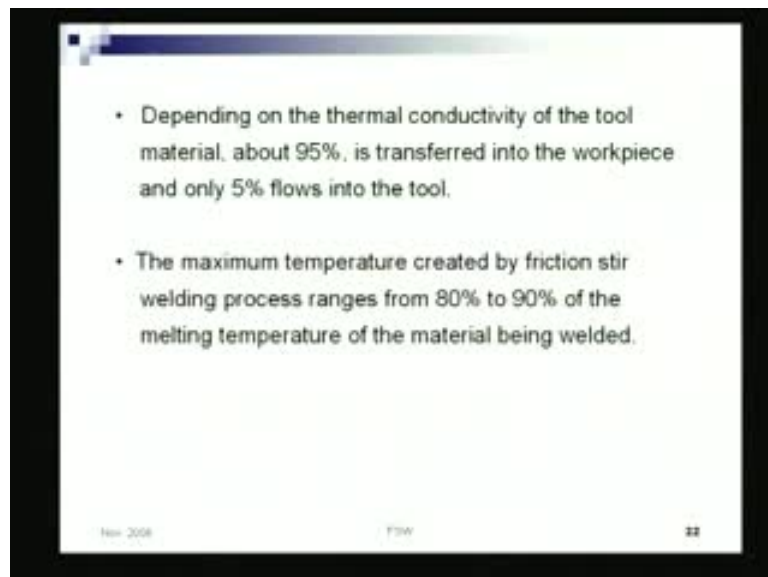 • Depending on the thermal conductivity of the tool
material, about 95%, is transferred into the workpiece
and only 5% flows into the tool.
• The maximum temperature created by friction stir
welding process ranges from 80% to 90% of the
melting temperature of the material being welded.
FSW
22